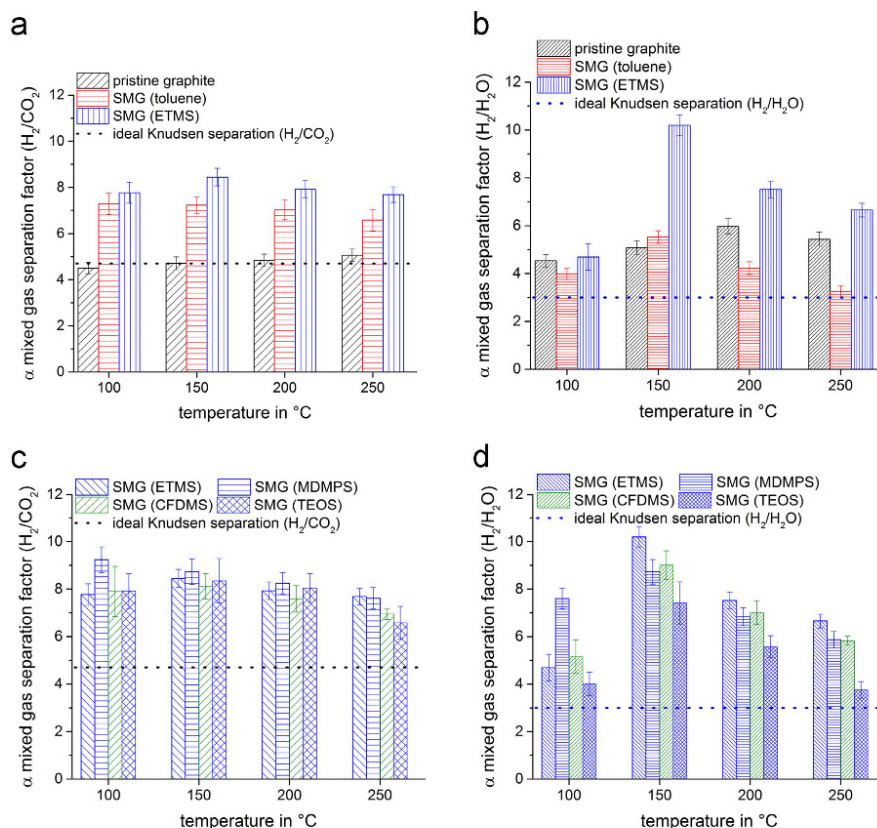 a
pristine graphite
SMG (toluene)
SMG (ETMS)
ideal Knudsen separation (H₂/CO₂)
α mixed gas separation factor (H₂/CO₂)
12
10
8
6
4
2
0
100 150 200 250
temperature in °C
b
pristine graphite
SMG (toluene)
SMG (ETMS)
ideal Knudsen separation (H₂/H₂O)
α mixed gas separation factor (H₂/H₂O)
12
10
8
6
4
2
0
100 150 200 250
temperature in °C
c
SMG (ETMS) SMG (MDMPS)
SMG (CFDMS) SMG (TEOS)
ideal Knudsen separation (H₂/CO₂)
α mixed gas separation factor (H₂/CO₂)
12
10
8
6
4
2
0
100 150 200 250
temperature in °C
d
SMG (ETMS) SMG (MDMPS)
SMG (CFDMS) SMG (TEOS)
ideal Knudsen separation (H₂/H₂O)
α mixed gas separation factor (H₂/H₂O)
12
10
8
6
4
2
0
100 150 200 250
temperature in °C